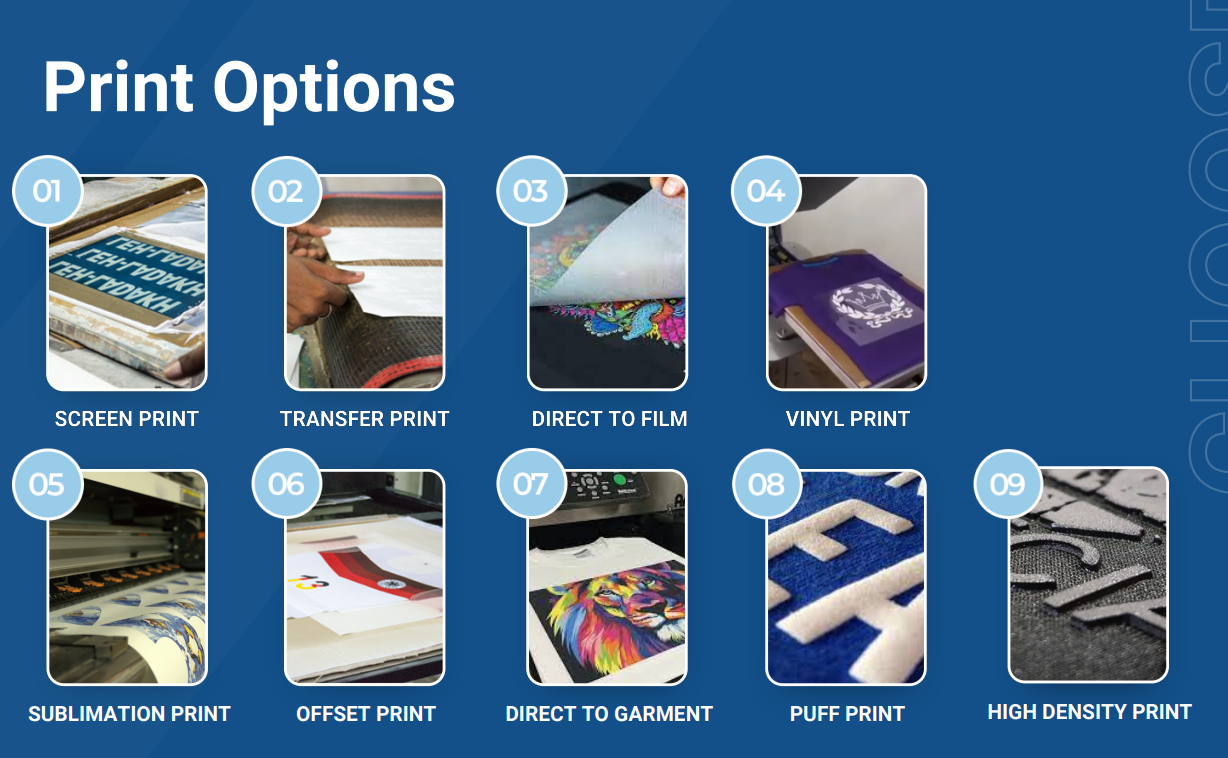 Print Options
01
02
03
04
SCREEN PRINT
TRANSFER PRINT
DIRECT TO FILM
VINYL PRINT
05
06
07
08
09
SUBLIMATION PRINT
OFFSET PRINT
DIRECT TO GARMENT
PUFF PRINT
HIGH DENSITY PRINT
13